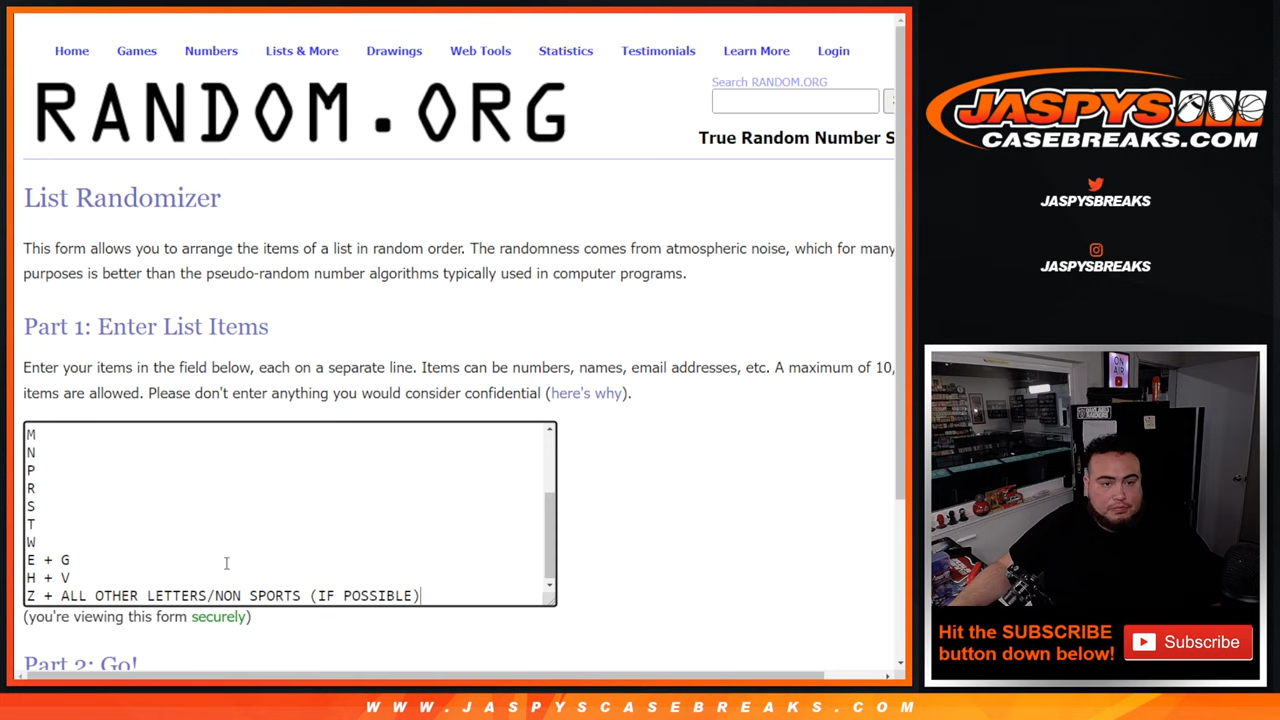 Home Games Numbers Lists & More Drawings Web Tools Statistics Testimonials Learn More Login
RANDOM.ORG
Search RANDOM.ORG
True Random Number S
List Randomizer
This form allows you to arrange the items of a list in random order. The randomness comes from atmospheric noise, which for many
purposes is better than the pseudo-random number algorithms typically used in computer programs.
Part 1: Enter List Items
Enter your items in the field below, each on a separate line. Items can be numbers, names, email addresses, etc. A maximum of 10,
items are allowed. Please don't enter anything you would consider confidential (here's why).
M
N
P
R
S
T
W
E + G
H + V
Z + ALL OTHER LETTERS/NON SPORTS (IF POSSIBLE)
(you're viewing this form securely)
Part 2: Go!
JASPYS
CASEBREAKS.COM
JASPYSBREAKS
JASPYSBREAKS
ON
AIR
Hit the SUBSCRIBE
button down below!
Subscribe
WWW.JASPYSCASEBREAKS.COM